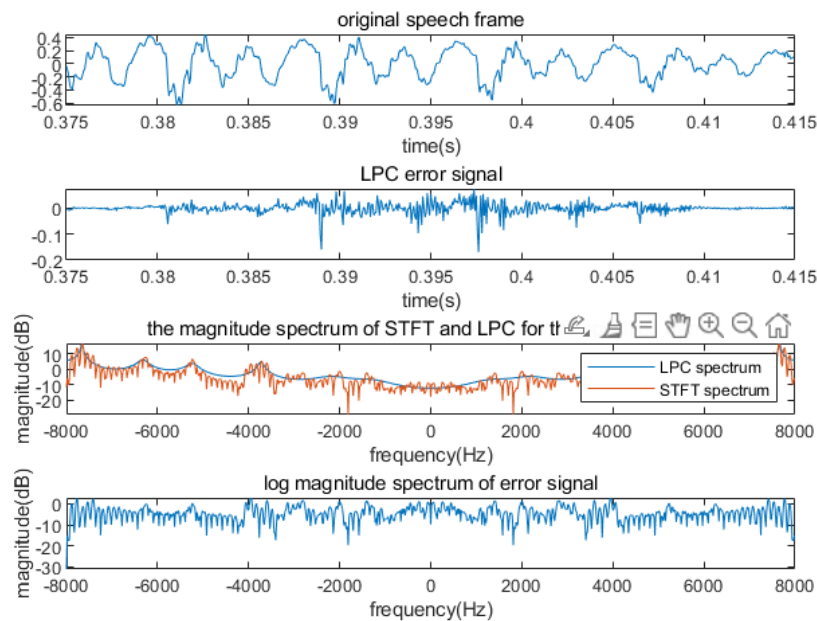 original speech frame
0.4
0.2
0
-0.2
-0.4
-0.6
0.375 0.38 0.385 0.39 0.395 0.4 0.405 0.41 0.415
time(s)
LPC error signal
0
-0.1
-0.2
0.375 0.38 0.385 0.39 0.395 0.4 0.405 0.41 0.415
time(s)
the magnitude spectrum of STFT and LPC for
magnitude(dB)
10
0
-10
-20
LPC spectrum
STFT spectrum
-8000 -6000 -4000 -2000 0 2000 4000 6000 8000
frequency(Hz)
log magnitude spectrum of error signal
magnitude(dB)
0
-10
-20
-30
-8000 -6000 -4000 -2000 0 2000 4000 6000 8000
frequency(Hz)